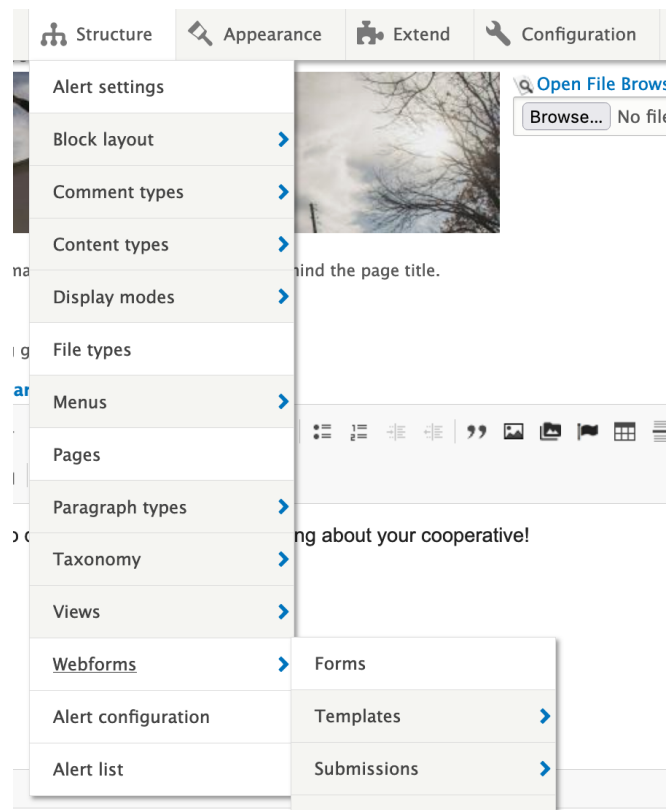 Structure
Appearance
Extend
Configuration
Alert settings
Open File Brows
Browse... No file
Block layout
Comment types
Content types
hind the page title.
Display modes
File types
Menus
Pages
Paragraph types
ng about your cooperative!
Taxonomy
Views
Webforms
Forms
Alert configuration
Templates
Alert list
Submissions